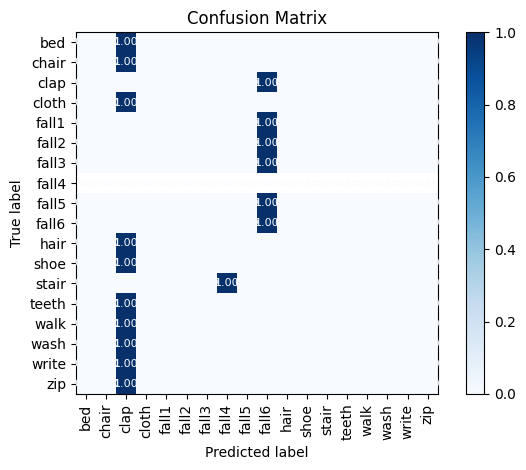 Confusion Matrix
True label
bed
1.00
chair
1.00
clap
1.00
cloth
1.00
fall1
1.00
fall2
1.00
fall3
1.00
fall4
fall5
1.00
fall6
1.00
hair
1.00
shoe
1.00
stair
1.00
teeth
1.00
walk
1.00
wash
1.00
write
1.00
zip
1.00
bed chair clap cloth fall1 fall2 fall3 fall4 fall5 fall6 hair shoe stair teeth walk wash write zip
Predicted label
1.0
0.8
0.6
0.4
0.2
0.0